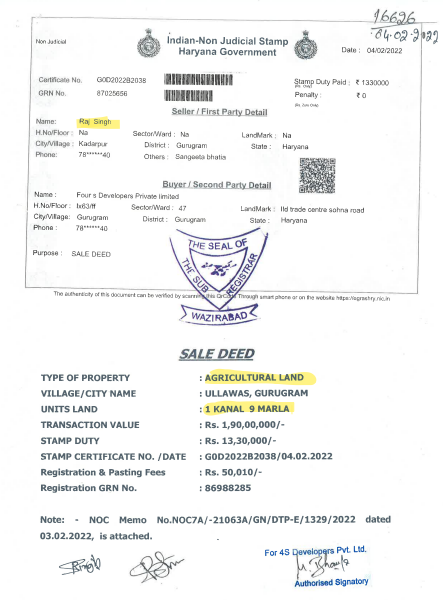 16626
04.02.2022
Non Judicial
Indian-Non Judicial Stamp
Haryana Government
Date : 04/02/2022
Certificate No. G0D2022B2038
Stamp Duty Paid : ₹ 1330000
(Rs. Only)
GRN No. 87025656
Penalty : ₹ 0
(Rs. Zero Only)
Seller / First Party Detail
Name: Raj Singh
H.No/Floor : Na Sector/Ward : Na LandMark : Na
City/Village : Kadarpur District : Gurugram State : Haryana
Phone: 78******40 Others : Sangeeta bhatia
Buyer / Second Party Detail
Name : Four s Developers Private limited
H.No/Floor : lx63/ff Sector/Ward : 47 LandMark : Ild trade centre sohna road
City/Village: Gurugram District : Gurugram State : Haryana
Phone : 78******40
Purpose : SALE DEED
THE SEAL OF
THE SUB REGISTRAR
WAZIRABAD
The authenticity of this document can be verified by scanning this QrCode Through smart phone or on the website https://egrashry.nic.in
SALE DEED
TYPE OF PROPERTY : AGRICULTURAL LAND
VILLAGE/CITY NAME : ULLAWAS, GURUGRAM
UNITS LAND : 1 KANAL 9 MARLA
TRANSACTION VALUE : Rs. 1,90,00,000/-
STAMP DUTY : Rs. 13,30,000/-
STAMP CERTIFICATE NO. /DATE : G0D2022B2038/04.02.2022
Registration & Pasting Fees : Rs. 50,010/-
Registration GRN No. : 86988285
Note: - NOC Memo No.NOC7A/-21063A/GN/DTP-E/1329/2022 dated
03.02.2022, is attached.
For 4S Developers Pvt. Ltd.
Authorised Signatory